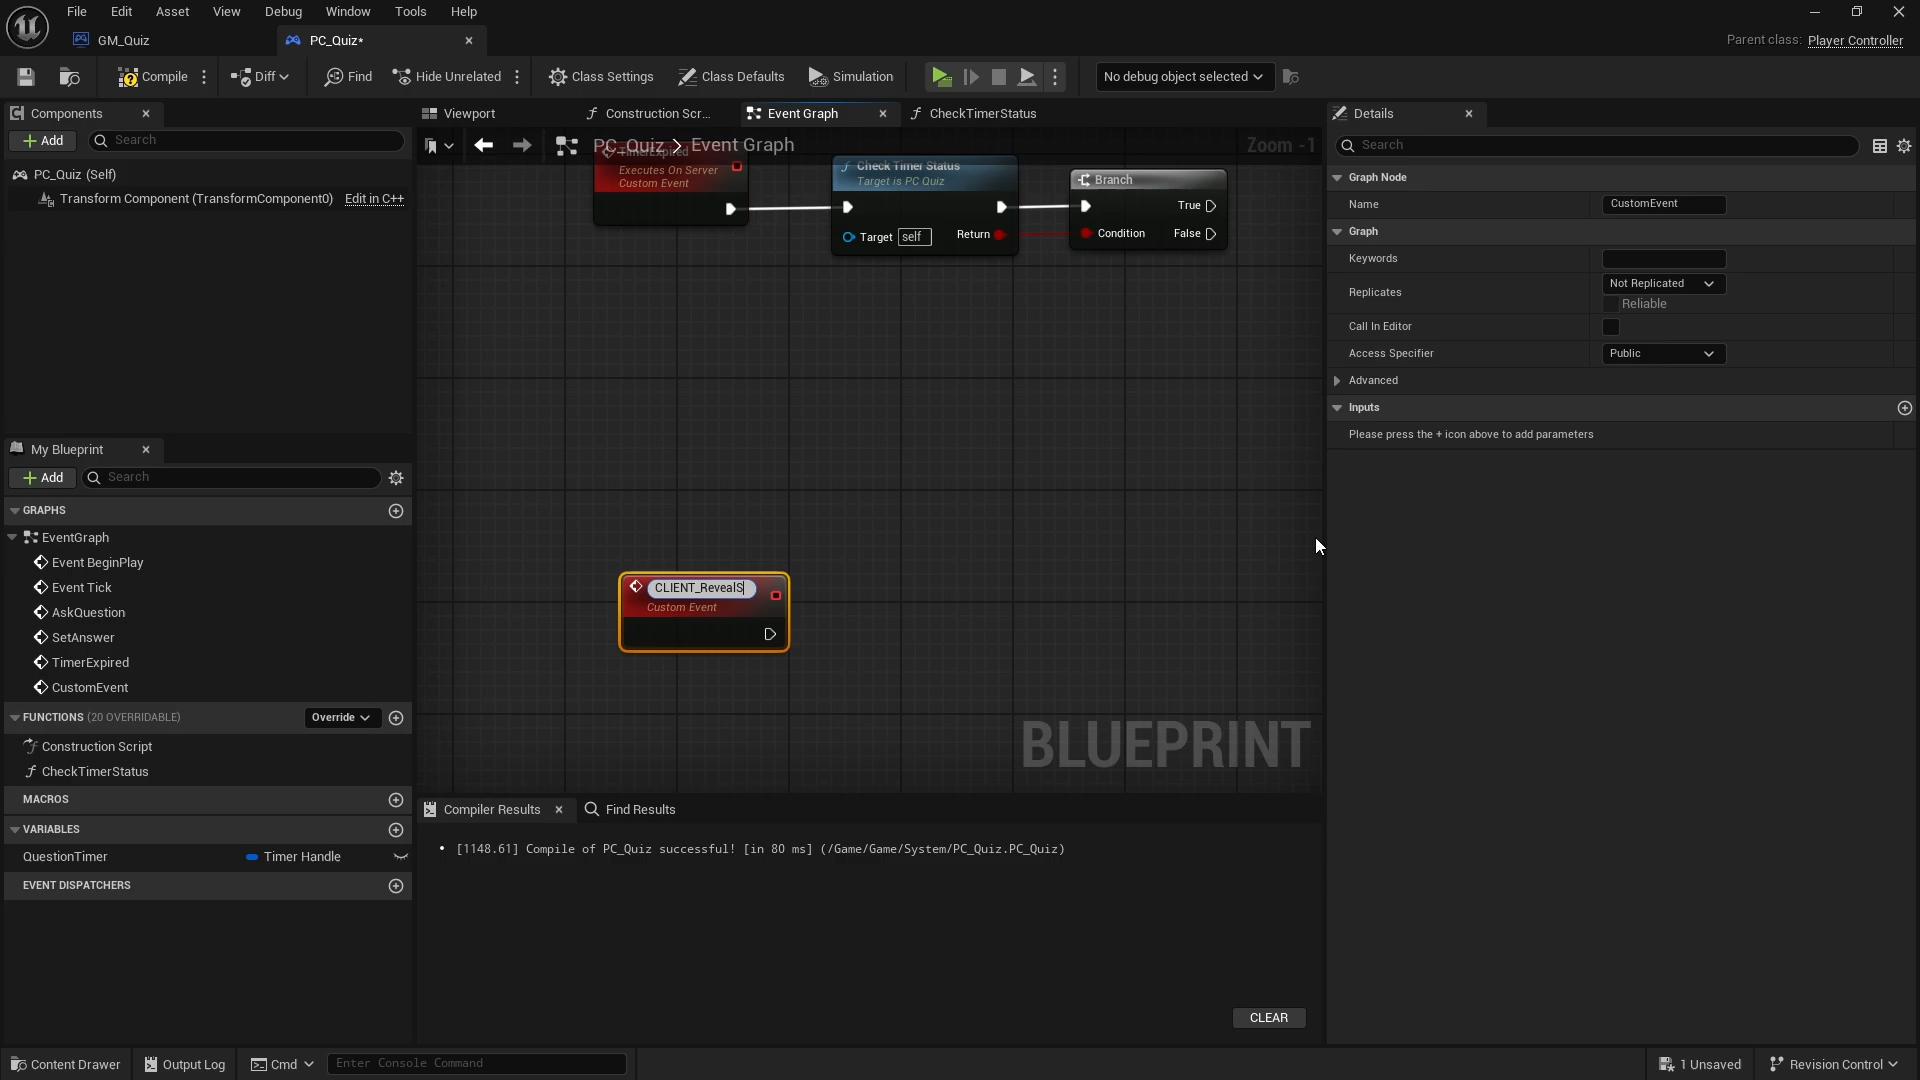 File Edit Asset View Debug Window Tools Help
GM_Quiz PC_Quiz* Parent class: Player Controller
Compile Diff Find Hide Unrelated Class Settings Class Defaults Simulation No debug object selected
Components
Add Search
PC_Quiz (Self)
Transform Component (TransformComponent0) Edit in C++
My Blueprint
Add Search
GRAPHS
EventGraph
Event BeginPlay
Event Tick
AskQuestion
SetAnswer
TimerExpired
CustomEvent
FUNCTIONS (20 OVERRIDABLE) Override
Construction Script
CheckTimerStatus
MACROS
VARIABLES
QuestionTimer Timer Handle
EVENT DISPATCHERS
Viewport Construction Scr... Event Graph CheckTimerStatus
PC_Quiz > Event Graph Zoom -1
TimerExpired
Executes On Server
Custom Event
Check Timer Status
Target is PC Quiz
Target self Return
Branch
True
Condition False
CLIENT_RevealS
Custom Event
BLUEPRINT
Compiler Results Find Results
• [1148.61] Compile of PC_Quiz successful! [in 80 ms] (/Game/Game/System/PC_Quiz.PC_Quiz)
CLEAR
Details
Search
Graph Node
Name CustomEvent
Graph
Keywords
Replicates Not Replicated
Reliable
Call In Editor
Access Specifier Public
Advanced
Inputs
Please press the + icon above to add parameters
Content Drawer Output Log Cmd Enter Console Command 1 Unsaved Revision Control